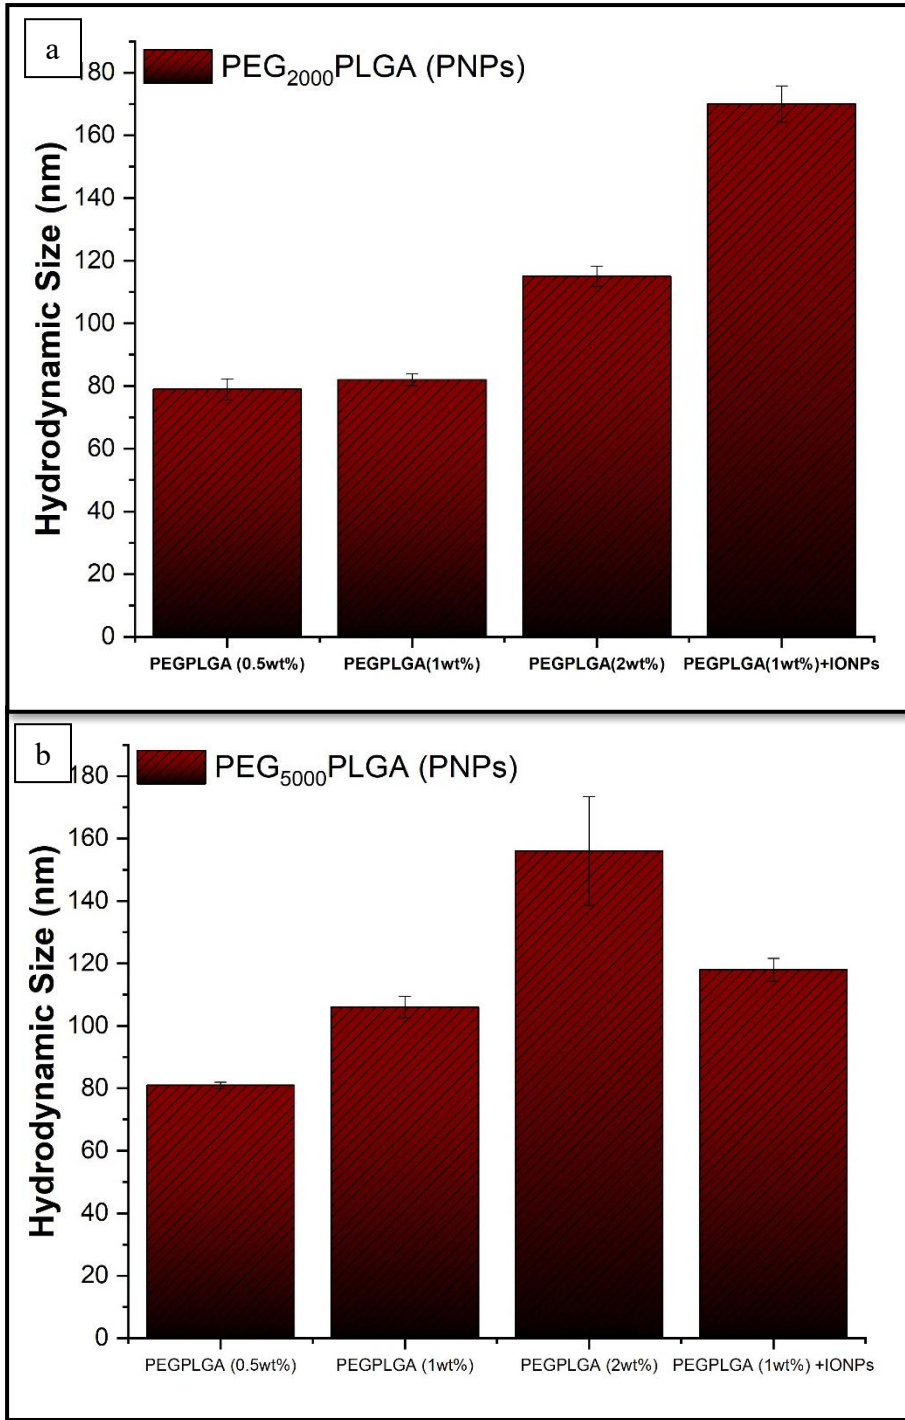 a
PEG2000PLGA (PNPs)
Hydrodynamic Size (nm)
180
160
140
120
100
80
60
40
20
0
PEGPLGA (0.5wt%) PEGPLGA(1wt%) PEGPLGA(2wt%) PEGPLGA(1wt%)+IONPs
b
PEG5000PLGA (PNPs)
Hydrodynamic Size (nm)
180
160
140
120
100
80
60
40
20
0
PEGPLGA (0.5wt%) PEGPLGA (1wt%) PEGPLGA (2wt%) PEGPLGA (1wt%) +IONPs